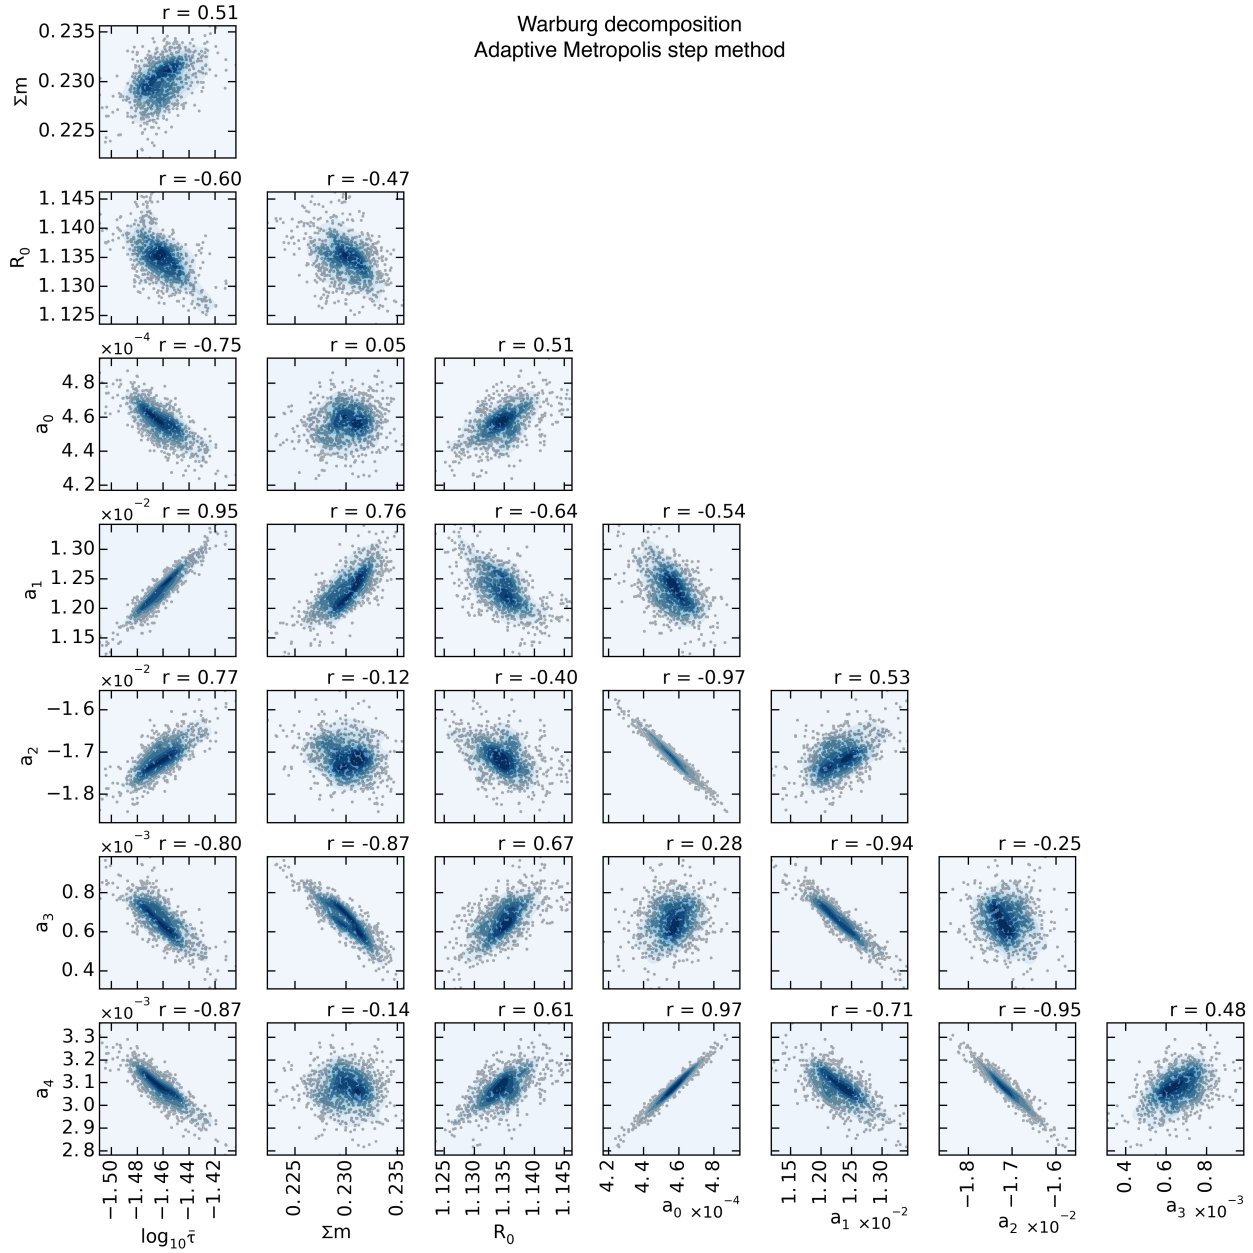 Warburg decomposition
Adaptive Metropolis step method
r = 0.51
0.235
0.230
0.225
Σm
r = -0.60
r = -0.47
1.145
1.140
1.135
1.130
1.125
R₀
×10⁻⁴
r = -0.75
r = 0.05
r = 0.51
4.8
4.6
4.4
4.2
a₀
×10⁻²
r = 0.95
r = 0.76
r = -0.64
r = -0.54
1.30
1.25
1.20
1.15
a₁
×10⁻²
r = 0.77
r = -0.12
r = -0.40
r = -0.97
r = 0.53
−1.6
−1.7
−1.8
a₂
×10⁻³
r = -0.80
r = -0.87
r = 0.67
r = 0.28
r = -0.94
r = -0.25
0.8
0.6
0.4
a₃
×10⁻³
r = -0.87
r = -0.14
r = 0.61
r = 0.97
r = -0.71
r = -0.95
r = 0.48
3.3
3.2
3.1
3.0
2.9
2.8
a₄
−1.50 −1.48 −1.46 −1.44 −1.42
log₁₀τ̄
0.225 0.230 0.235
Σm
1.125 1.130 1.135 1.140 1.145
R₀
4.2 4.4 4.6 4.8
a₀ ×10⁻⁴
1.15 1.20 1.25 1.30
a₁ ×10⁻²
−1.8 −1.7 −1.6
a₂ ×10⁻²
0.4 0.6 0.8
a₃ ×10⁻³